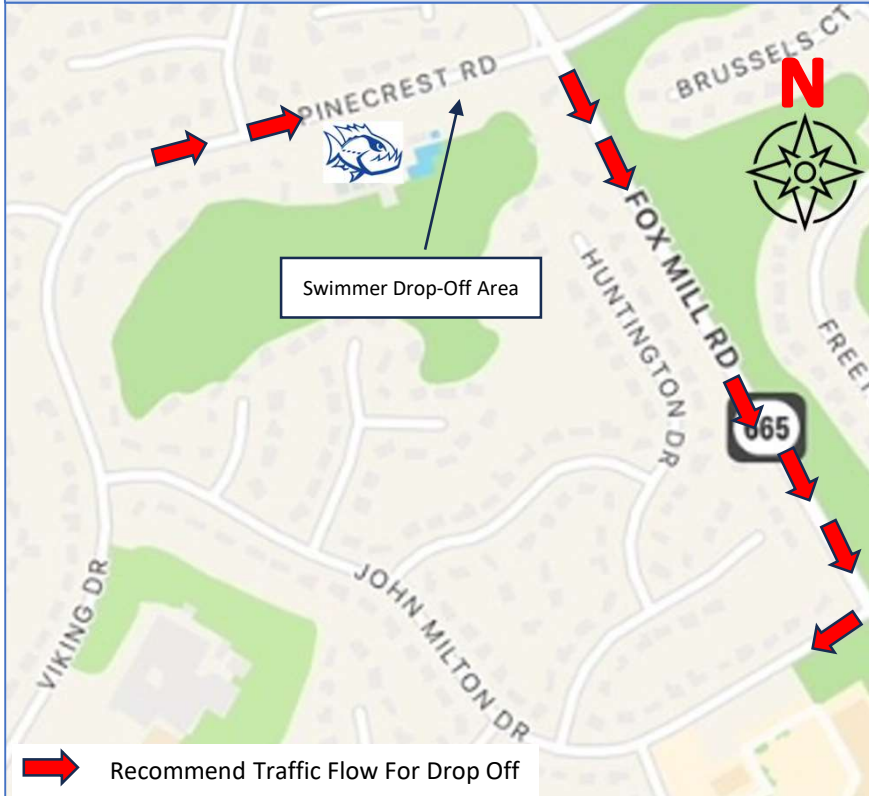 BRUSSELS CT
N
PINECREST RD
FOX MILL RD
Swimmer Drop-Off Area
HUNTINGTON DR
FREET
665
JOHN MILTON DR
VIKING DR
Recommend Traffic Flow For Drop Off